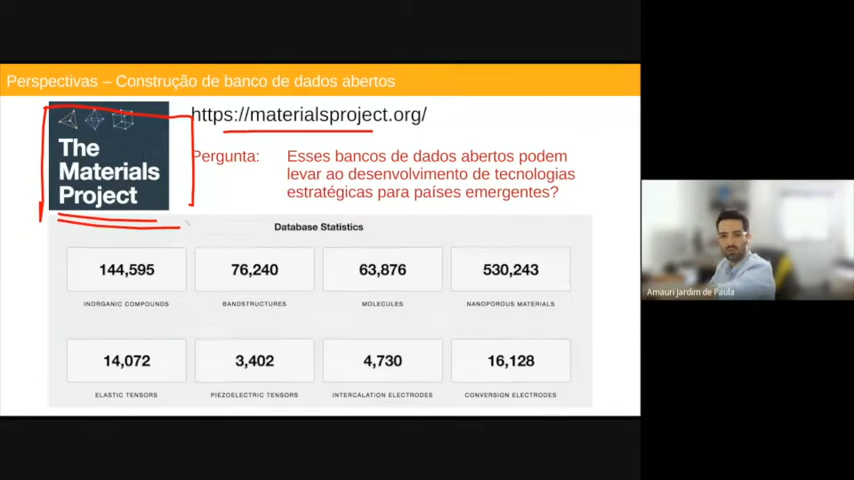 Perspectivas – Construção de banco de dados abertos
https://materialsproject.org/
The
Materials
Project
Pergunta:
Esses bancos de dados abertos podem
levar ao desenvolvimento de tecnologias
estratégicas para países emergentes?
Database Statistics
144,595
76,240
63,876
530,243
INORGANIC COMPOUNDS
BANDSTRUCTURES
MOLECULES
NANOPOROUS MATERIALS
14,072
3,402
4,730
16,128
ELASTIC TENSORS
PIEZOELECTRIC TENSORS
INTERCALATION ELECTRODES
CONVERSION ELECTRODES
Amauri Jardim de Paula